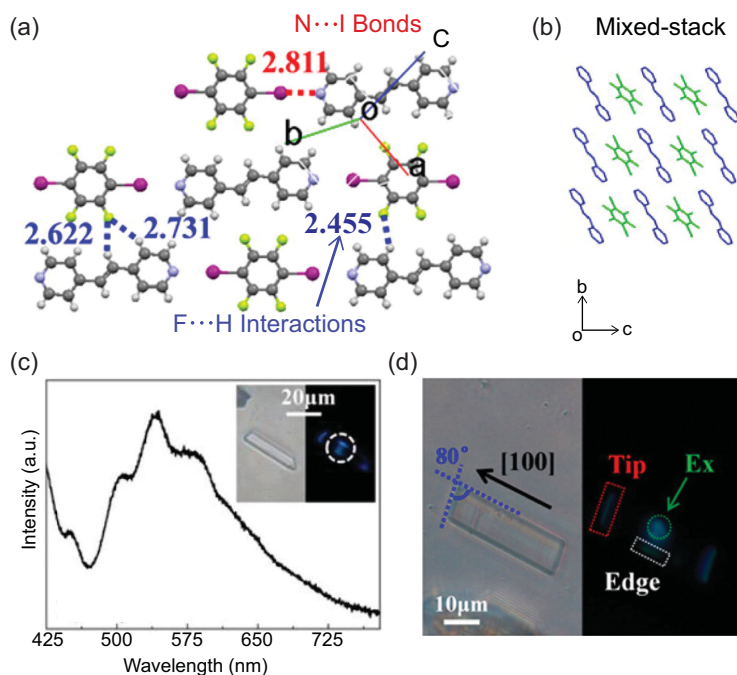 (a)
N···I Bonds
2.811
C
o
b
a
2.622
2.731
2.455
F···H Interactions
(b)
Mixed-stack
b
o
c
(c)
20μm
Intensity (a.u.)
425
500
575
650
725
Wavelength (nm)
(d)
80°
[100]
Tip
Ex
Edge
10μm